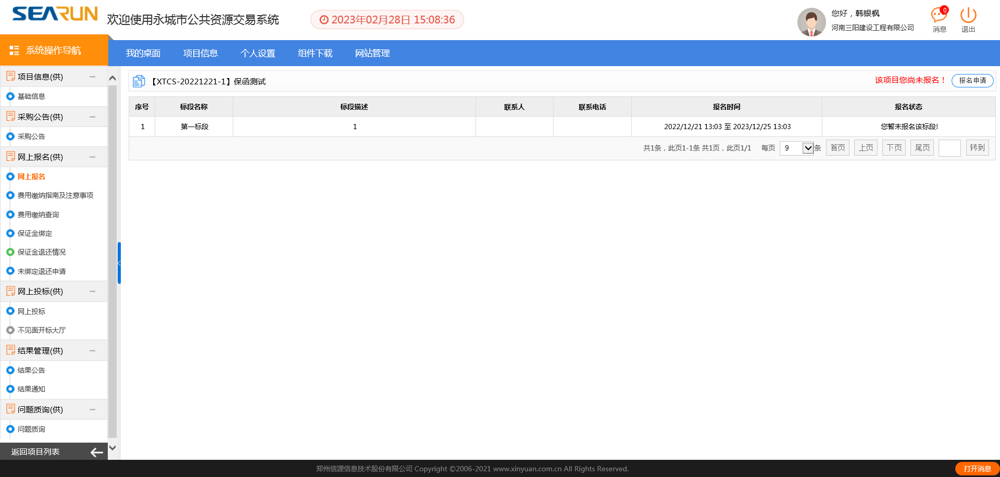 SEARUN
欢迎使用永城市公共资源交易系统
2023年02月28日 15:08:36
您好，韩银枫
河南三阳建设工程有限公司
0
消息
退出
系统操作导航
我的桌面 项目信息 个人设置 组件下载 网站管理
项目信息(供)
基础信息
采购公告(供)
采购公告
网上报名(供)
网上报名
费用缴纳指南及注意事项
费用缴纳查询
保证金绑定
保证金退还情况
未绑定退还申请
网上投标(供)
网上投标
不见面开标大厅
结果管理(供)
结果公告
结果通知
问题质询(供)
问题质询
返回项目列表
【XTCS-20221221-1】保函测试
该项目您尚未报名！ 报名申请
序号 标段名称 标段描述 联系人 联系电话 报名时间 报名状态
1 第一标段 1 2022/12/21 13:03 至 2023/12/25 13:03 您暂未报名该标段!
共1条，此页1-1条 共1页，此页1/1 每页 9 条 首页 上页 下页 尾页 转到
郑州信源信息技术股份有限公司 Copyright ©2006-2021 www.xinyuan.com.cn All Rights Reserved.
打开消息